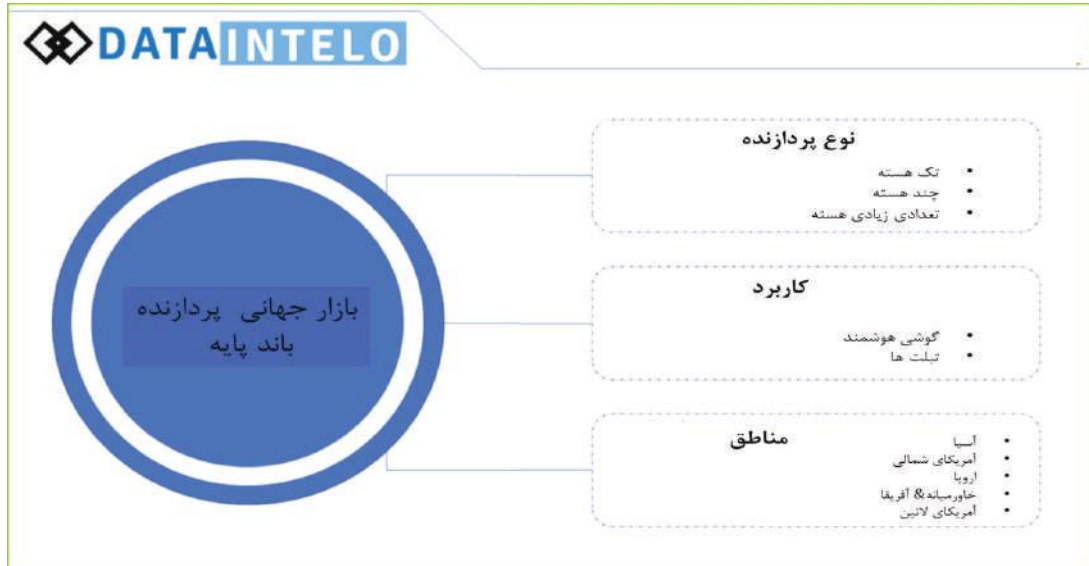 DATAINTELO
نوع پردازنده
تک هسته
چند هسته
تعدادی زیادی هسته
بازار جهانی پردازنده
باند پایه
کاربرد
گوشی هوشمند
تبلت ها
مناطق
آسیا
آمریکای شمالی
اروپا
خاورمیانه& آفریقا
آمریکای لاتین